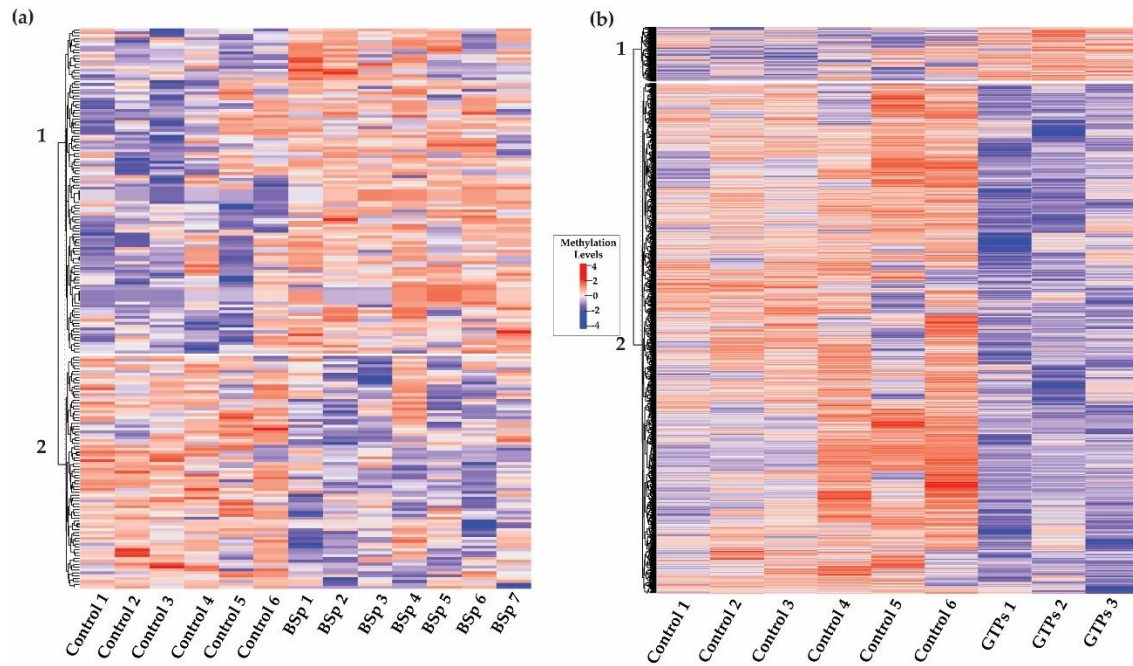 (a)
(b)
1
2
Control 1
Control 2
Control 3
Control 4
Control 5
Control 6
BSp 1
BSp 2
BSp 3
BSp 4
BSp 5
BSp 6
BSp 7
Methylation
Levels
4
2
0
-2
-4
1
2
Control 1
Control 2
Control 3
Control 4
Control 5
Control 6
GTPs 1
GTPs 2
GTPs 3